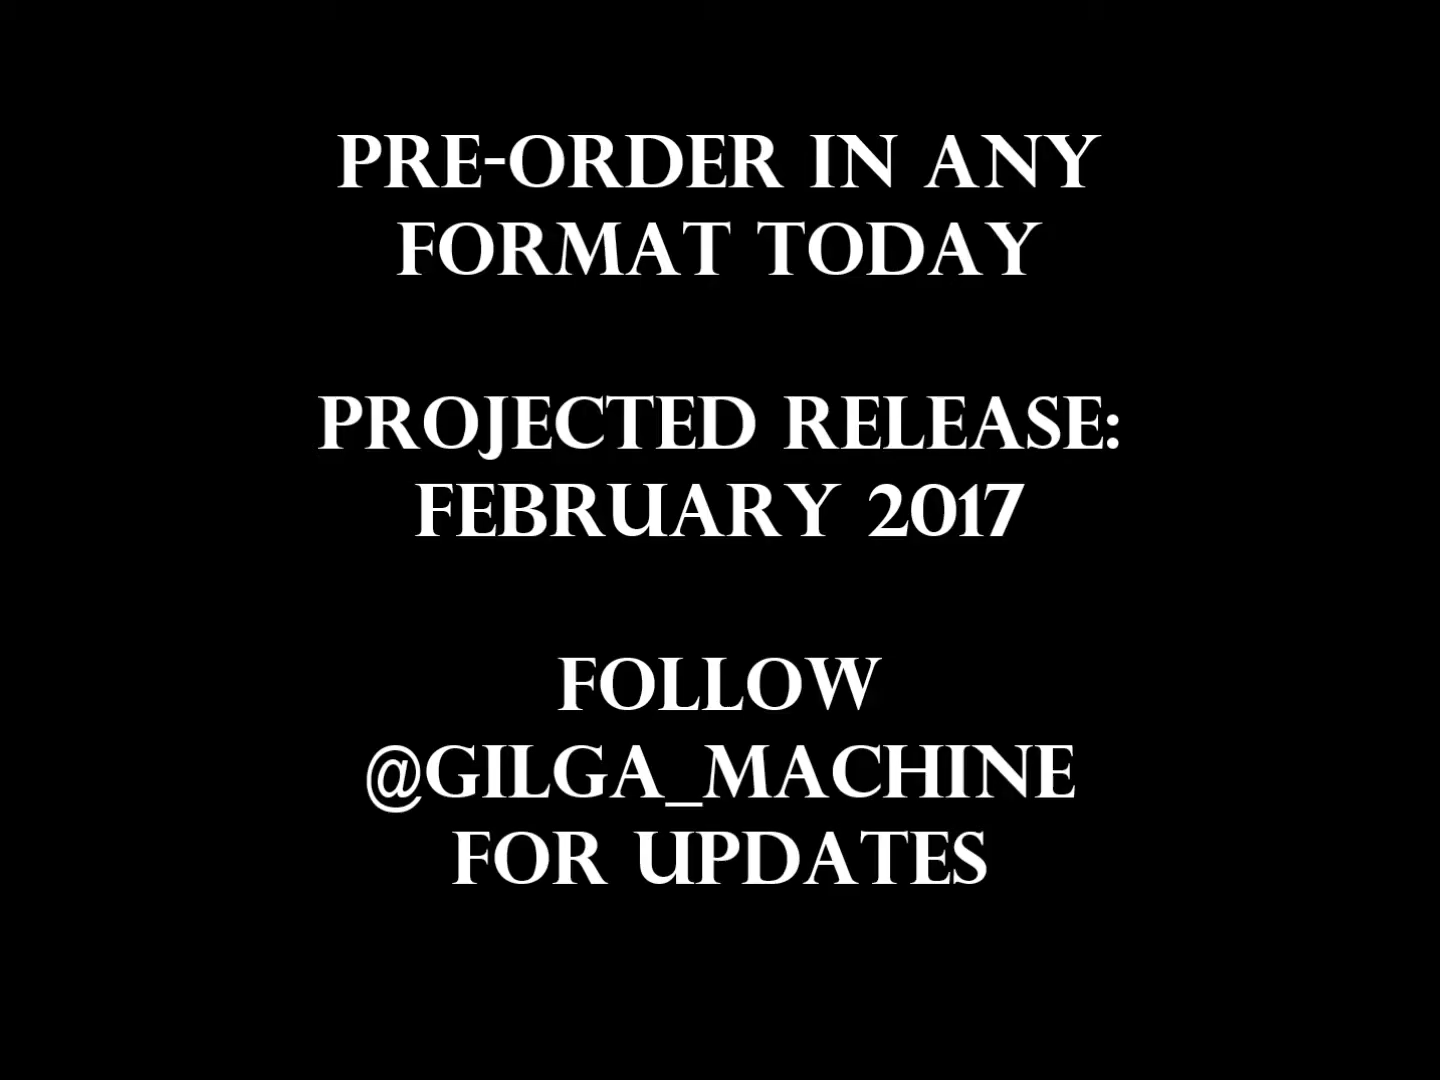 PRE-ORDER IN ANY
FORMAT TODAY
PROJECTED RELEASE:
FEBRUARY 2017
FOLLOW
@GILGA_MACHINE
FOR UPDATES